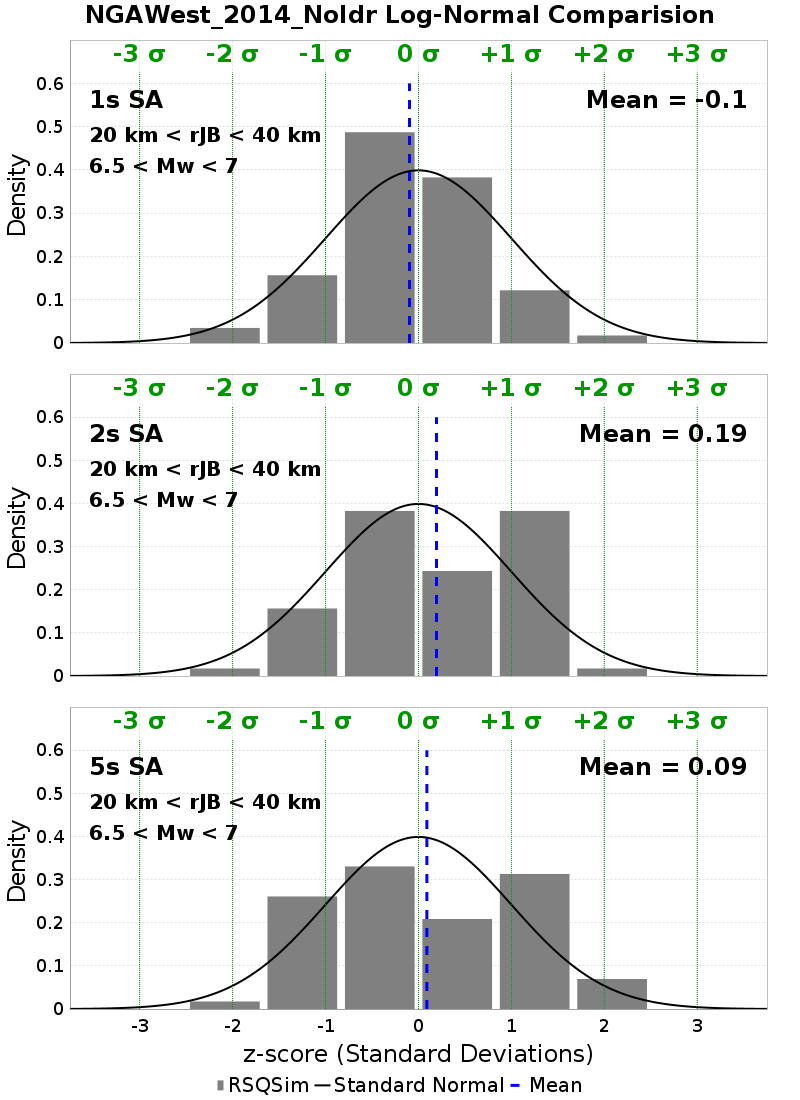 NGAWest_2014_NoIdr Log-Normal Comparision
-3 σ -2 σ -1 σ 0 σ +1 σ +2 σ +3 σ
0.6
1s SA Mean = -0.1
0.5
20 km < rJB < 40 km
6.5 < Mw < 7
0.4
0.3
0.2
0.1
0
Density
-3 σ -2 σ -1 σ 0 σ +1 σ +2 σ +3 σ
0.6
2s SA Mean = 0.19
0.5
20 km < rJB < 40 km
6.5 < Mw < 7
0.4
0.3
0.2
0.1
0
Density
-3 σ -2 σ -1 σ 0 σ +1 σ +2 σ +3 σ
0.6
5s SA Mean = 0.09
0.5
20 km < rJB < 40 km
6.5 < Mw < 7
0.4
0.3
0.2
0.1
0
Density
-3 -2 -1 0 1 2 3
z-score (Standard Deviations)
RSQSim Standard Normal Mean